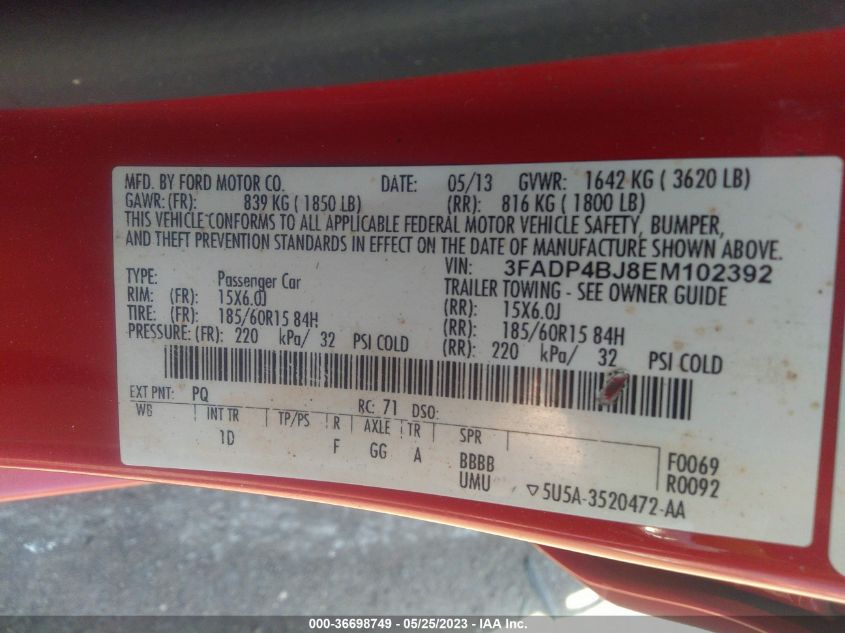 MFD. BY FORD MOTOR CO. DATE: 05/13 GVWR: 1642 KG ( 3620 LB)
GAWR: (FR): 839 KG ( 1850 LB) (RR): 816 KG ( 1800 LB)
THIS VEHICLE CONFORMS TO ALL APPLICABLE FEDERAL MOTOR VEHICLE SAFETY, BUMPER,
AND THEFT PREVENTION STANDARDS IN EFFECT ON THE DATE OF MANUFACTURE SHOWN ABOVE.
VIN: 3FADP4BJ8EM102392
TYPE: Passenger Car TRAILER TOWING - SEE OWNER GUIDE
RIM: (FR): 15X6.0J (RR): 15X6.0J
TIRE: (FR): 185/60R15 84H (RR): 185/60R15 84H
PRESSURE: (FR): 220 kPa/ 32 PSI COLD (RR): 220 kPa/ 32 PSI COLD
EXT PNT: PQ RC: 71 DSO:
WB INT TR TP/PS R AXLE TR SPR
1D F GG A BBBB F0069
UMU R0092
▽5U5A-3520472-AA
000-36698749 - 05/25/2023 - IAA Inc.